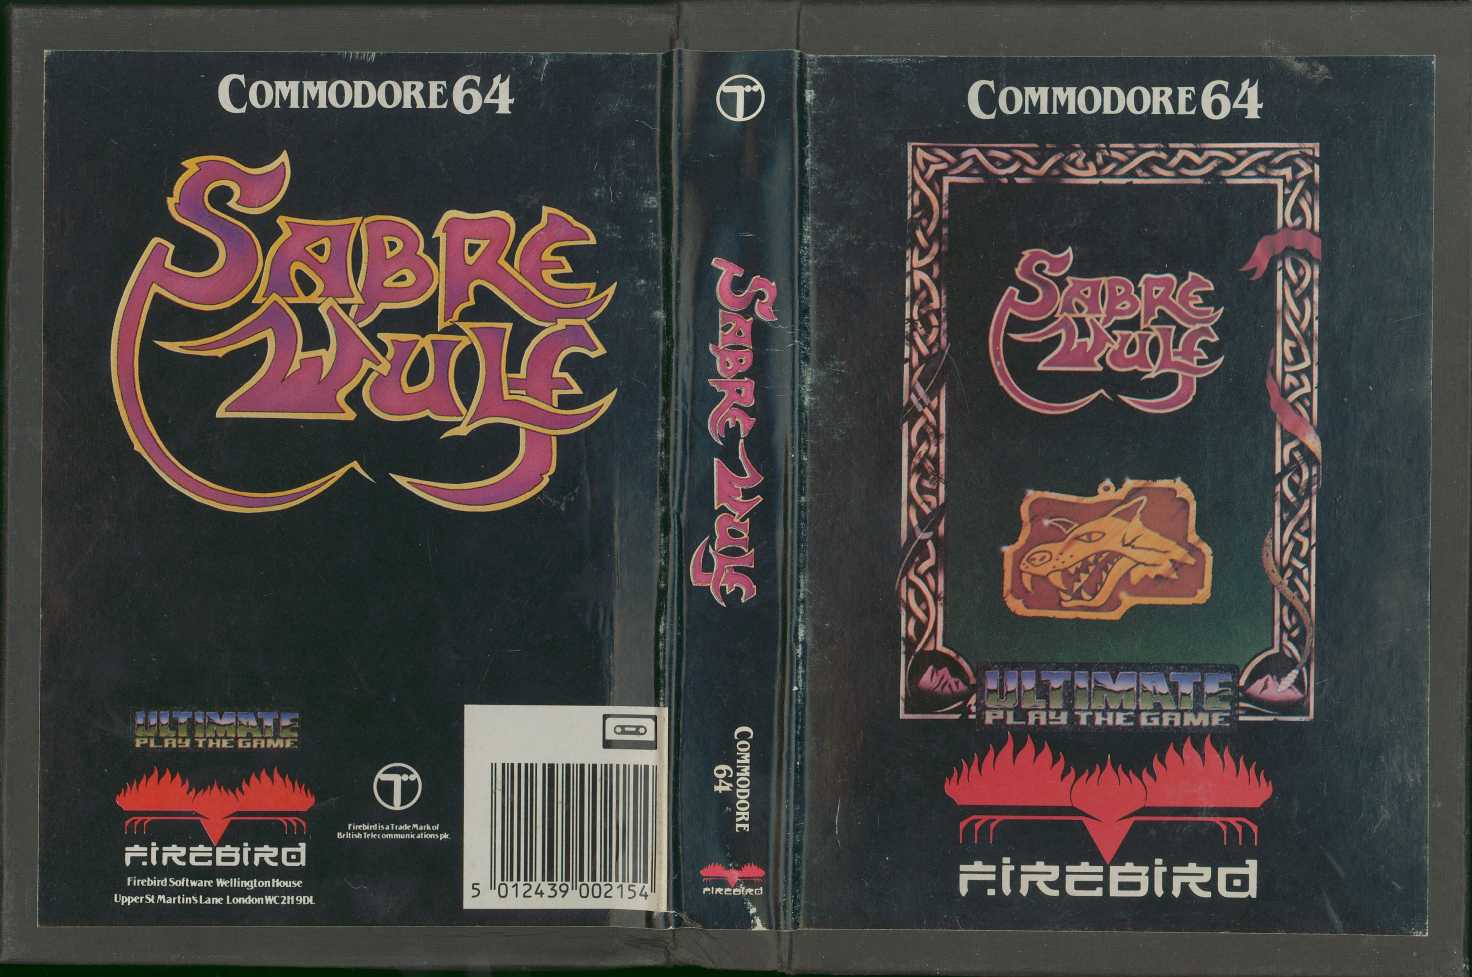 COMMODORE 64
SABRE
WULF
ULTIMATE
PLAY THE GAME
FIREBIRD
Firebird Software Wellington House
Upper St Martin's Lane London WC2H 9DL
T
Firebird is a Trade Mark of
British Telecommunications plc.
5 012439 002154
T
SABRE WULF
COMMODORE
64
FIREBIRD
COMMODORE 64
SABRE
WULF
ULTIMATE
PLAY THE GAME
FIREBIRD